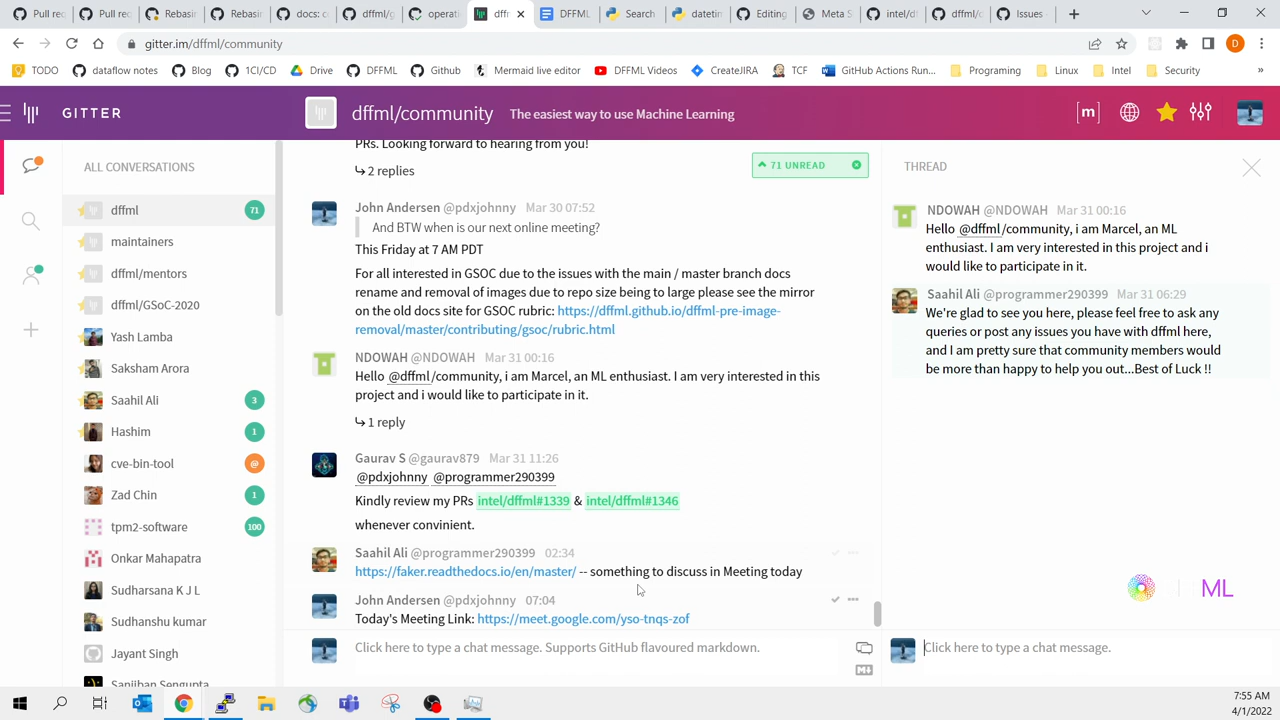 Pull req
Pull req
Rebasin
Rebasin
docs: c
dffml/g
operati
dff
DFFML
Search
datetim
Editing
Meta S
intel/df
dffml/d
Issues
gitter.im/dffml/community
D
TODO
dataflow notes
Blog
1CI/CD
Drive
DFFML
Github
Mermaid live editor
DFFML Videos
CreateJIRA
TCF
GitHub Actions Run...
Programing
Linux
Intel
Security
»
GITTER
dffml/community
The easiest way to use Machine Learning
[m]
ALL CONVERSATIONS
dffml
71
maintainers
dffml/mentors
dffml/GSoC-2020
Yash Lamba
Saksham Arora
Saahil Ali
3
Hashim
1
cve-bin-tool
@
Zad Chin
1
tpm2-software
100
Onkar Mahapatra
Sudharsana K J L
Sudhanshu kumar
Jayant Singh
Sanjiban Sengupta
PRs. Looking forward to hearing from you!
71 UNREAD
2 replies
John Andersen @pdxjohnny Mar 30 07:52
And BTW when is our next online meeting?
This Friday at 7 AM PDT
For all interested in GSOC due to the issues with the main / master branch docs
rename and removal of images due to repo size being to large please see the mirror
on the old docs site for GSOC rubric: https://dffml.github.io/dffml-pre-image-
removal/master/contributing/gsoc/rubric.html
NDOWAH @NDOWAH Mar 31 00:16
Hello @dffml/community, i am Marcel, an ML enthusiast. I am very interested in this
project and i would like to participate in it.
1 reply
Gaurav S @gaurav879 Mar 31 11:26
@pdxjohnny @programmer290399
Kindly review my PRs intel/dffml#1339 & intel/dffml#1346
whenever convinient.
Saahil Ali @programmer290399 02:34
https://faker.readthedocs.io/en/master/ -- something to discuss in Meeting today
John Andersen @pdxjohnny 07:04
Today's Meeting Link: https://meet.google.com/yso-tnqs-zof
Click here to type a chat message. Supports GitHub flavoured markdown.
THREAD
NDOWAH @NDOWAH Mar 31 00:16
Hello @dffml/community, i am Marcel, an ML
enthusiast. I am very interested in this project and i
would like to participate in it.
Saahil Ali @programmer290399 Mar 31 06:29
We're glad to see you here, please feel free to ask any
queries or post any issues you have with dffml here,
and I am pretty sure that community members would
be more than happy to help you out...Best of Luck !!
ML
Click here to type a chat message.
7:55 AM
4/1/2022